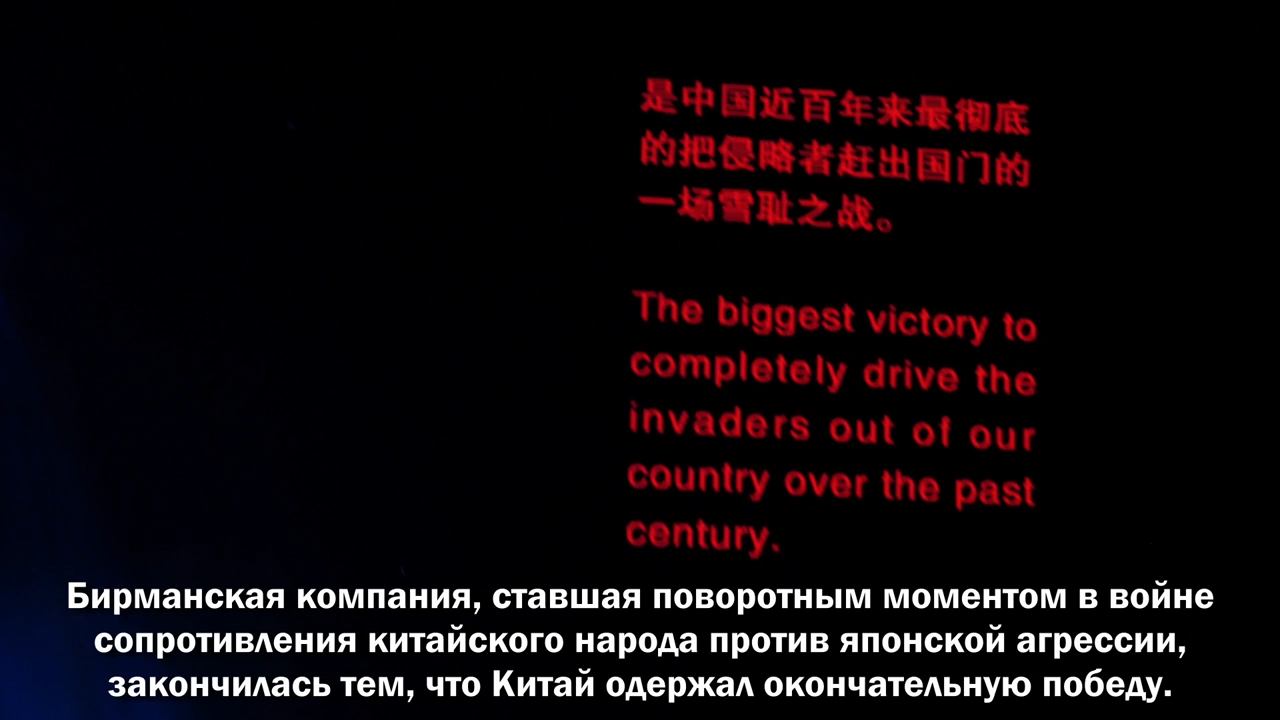 是中国近百年来最彻底
的把侵略者赶出国门的
一场雪耻之战。
The biggest victory to
completely drive the
invaders out of our
country over the past
century.
Бирманская компания, ставшая поворотным моментом в войне
сопротивления китайского народа против японской агрессии,
закончилась тем, что Китай одержал окончательную победу.